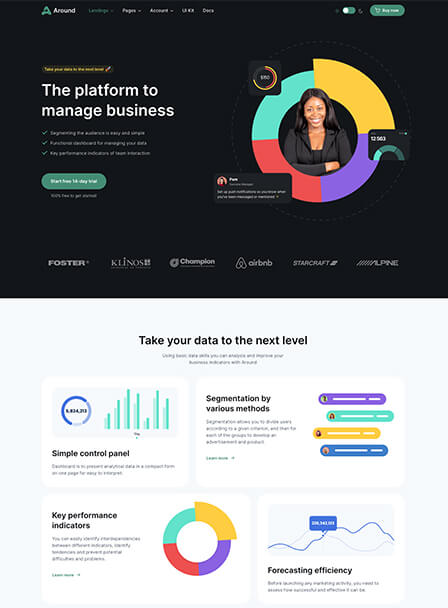 Around
Landings
Pages
Account
UI Kit
Docs
Buy now
Take your data to the next level 🚀
The platform to
manage business
Segmenting the audience is easy and simple
Functional dashboard for managing your data
Key performance indicators of team interaction
Start free 14-day trial
100% free to get started!
$150
12 563
Pam
Set up push notifications so you know when
you've been messaged or mentioned
FOSTER
KLINOS
Champion
airbnb
STARCRAFT
ALPINE
Take your data to the next level
Using basic data skills you can analysis and improve your
business indicators with Around
Simple control panel
Dashboard is to present analytical data in a compact form
on one page for easy to interpret.
Segmentation by
various methods
Segmentation allows you to divide users
according to a given criterion, and then for
each of the groups to develop an
advertisement and product.
Learn more →
Key performance
indicators
You can easily identify interdependencies
between different indicators, identify
tendencies and prevent potential
difficulties and problems.
Learn more →
Forecasting efficiency
Before launching any marketing activity, you need to
assess how successful and effective it can be.